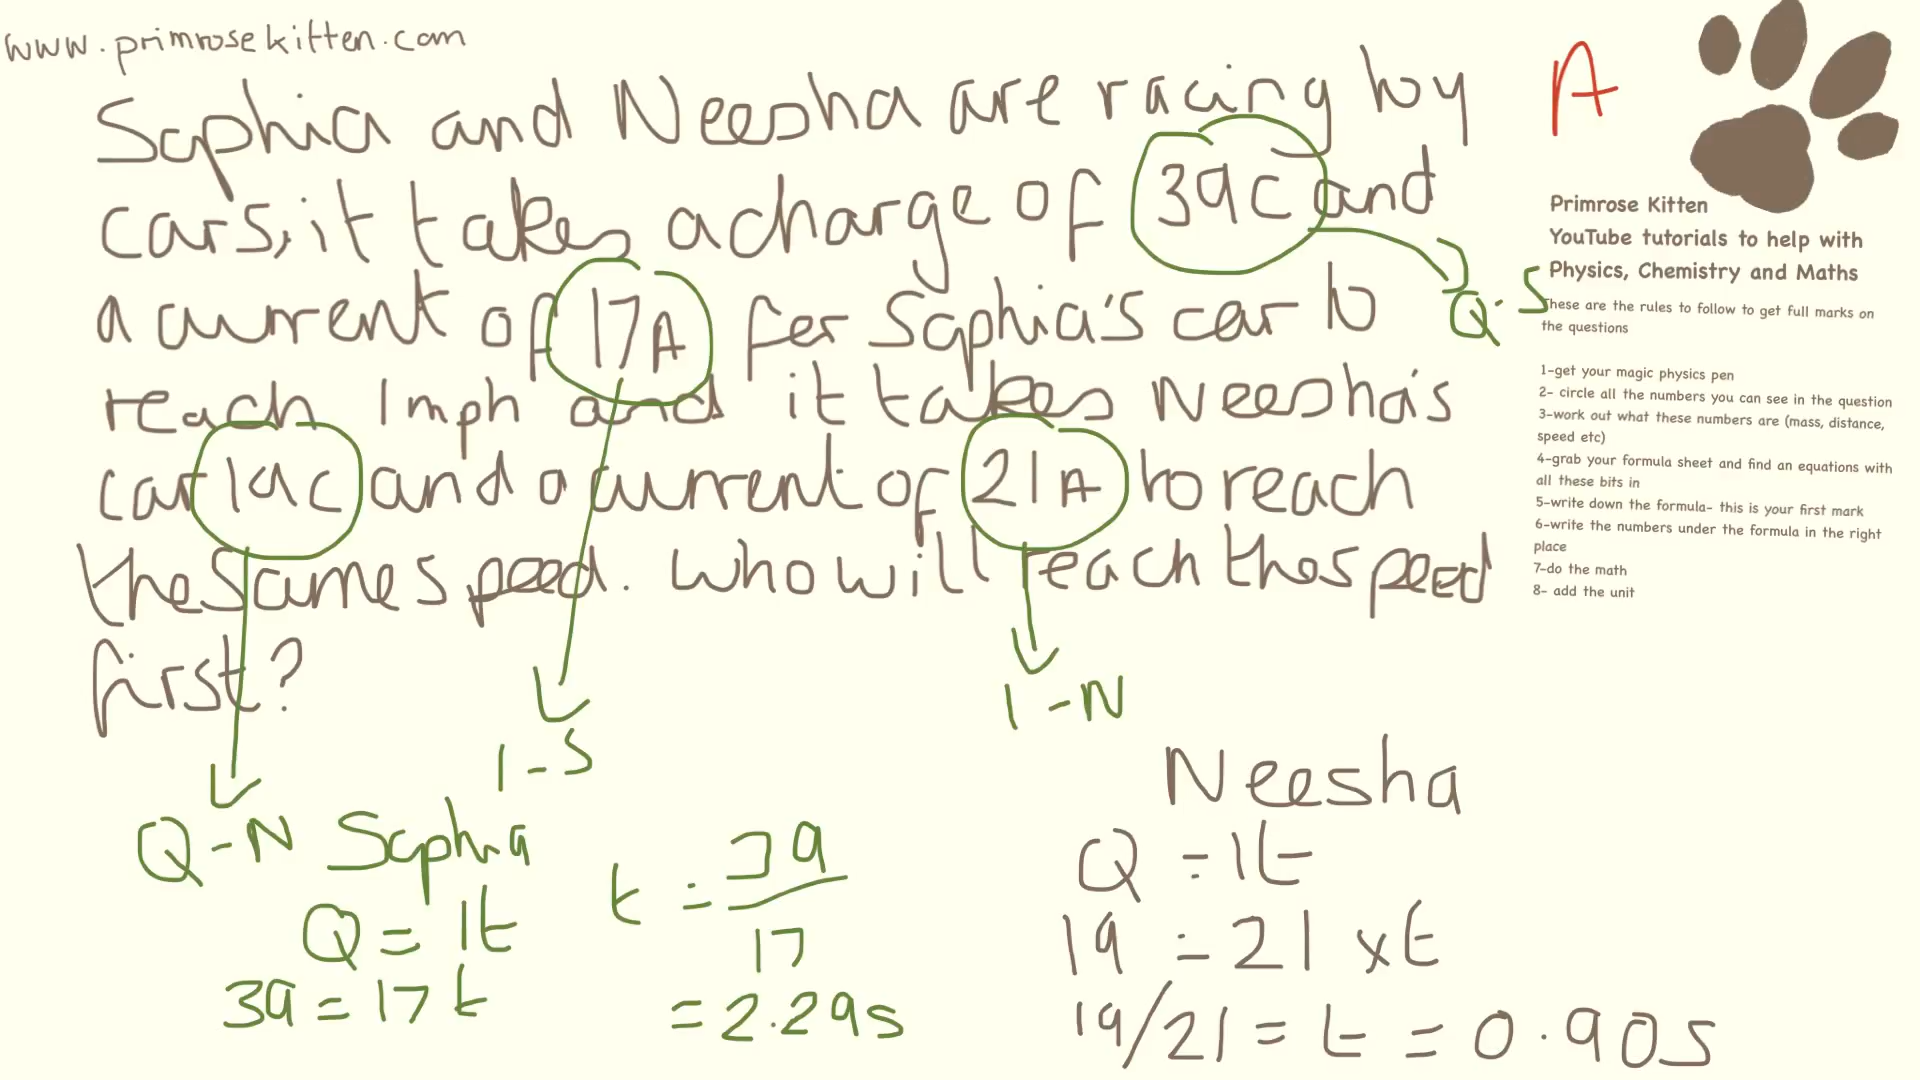 www.primrosekitten.com
Sophia and Neesha are racing toy
cars, it takes a charge of 39C and
a current of 17A for Sophia's car to
reach 1mph and it takes Neesha's
car 19C and a current of 21A to reach
the same speed. Who will reach the speed
first?
A
Primrose Kitten
YouTube tutorials to help with
Physics, Chemistry and Maths
These are the rules to follow to get full marks on
the questions
1-get your magic physics pen
2- circle all the numbers you can see in the question
3-work out what these numbers are (mass, distance,
speed etc)
4-grab your formula sheet and find an equations with
all these bits in
5-write down the formula- this is your first mark
6-write the numbers under the formula in the right
place
7-do the math
8- add the unit
Q-S
I-N
I-S
Q-N
Sophia
Q = It
39 = 17 t
t = 39
17
= 2.29s
Neesha
Q = It
19 = 21 x t
19/21 = t = 0.90s